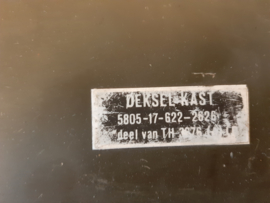 DEKSEL KAST
5805-17-622-2626
deel van TH